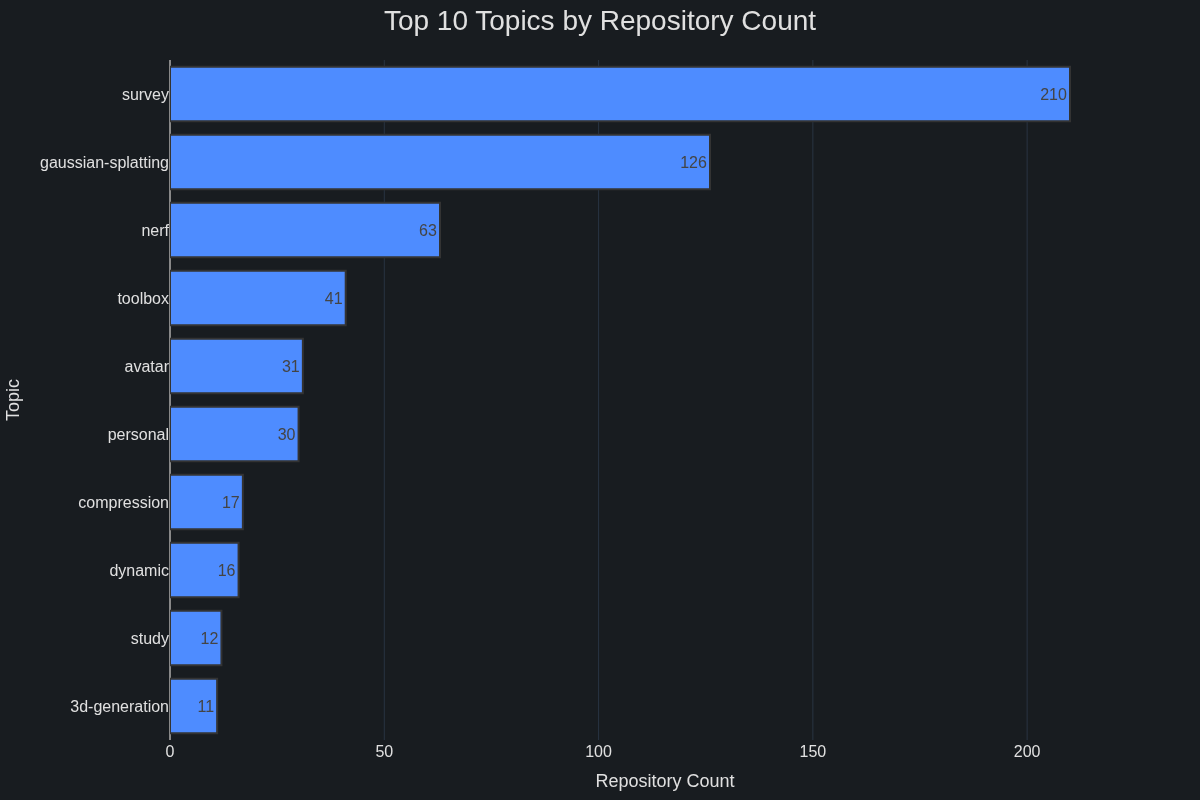 Top 10 Topics by Repository Count
survey 210
gaussian-splatting 126
nerf 63
toolbox 41
avatar 31
personal 30
compression 17
dynamic 16
study 12
3d-generation 11
0 50 100 150 200
Repository Count
Topic